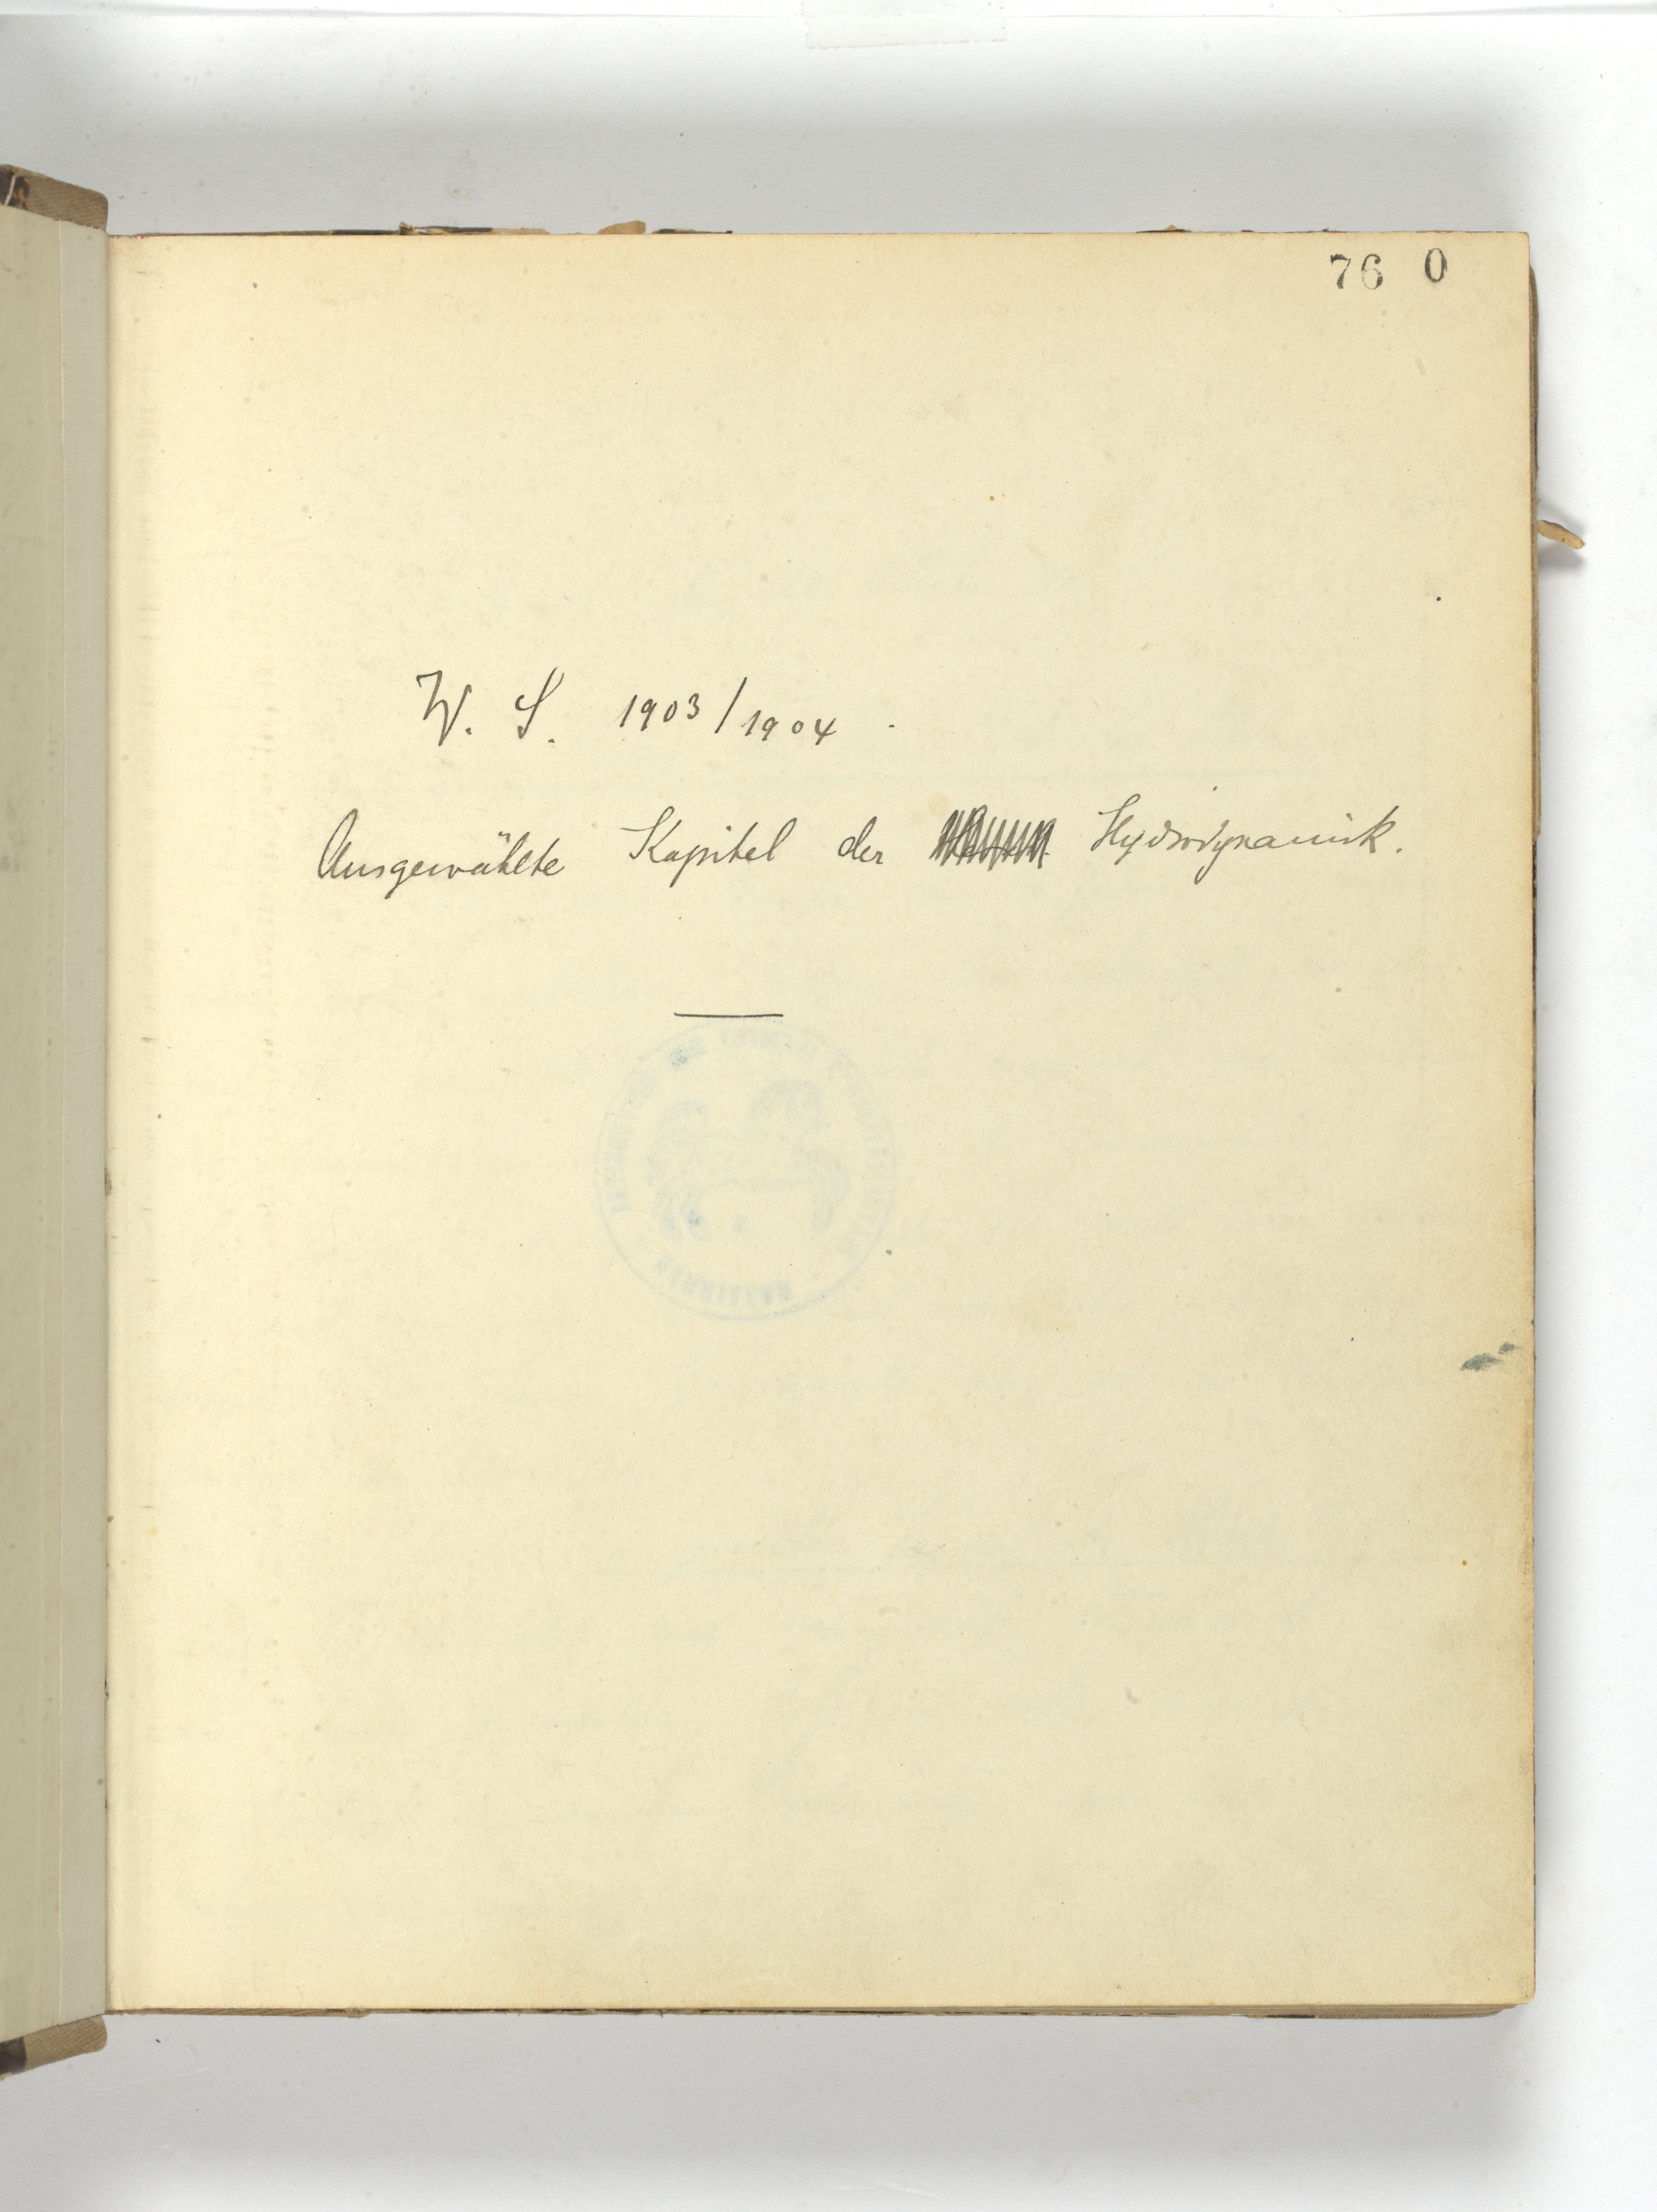 76 0
W. S. 1903/1904.
Ausgewählte Kapitel der Hydrodynamik.